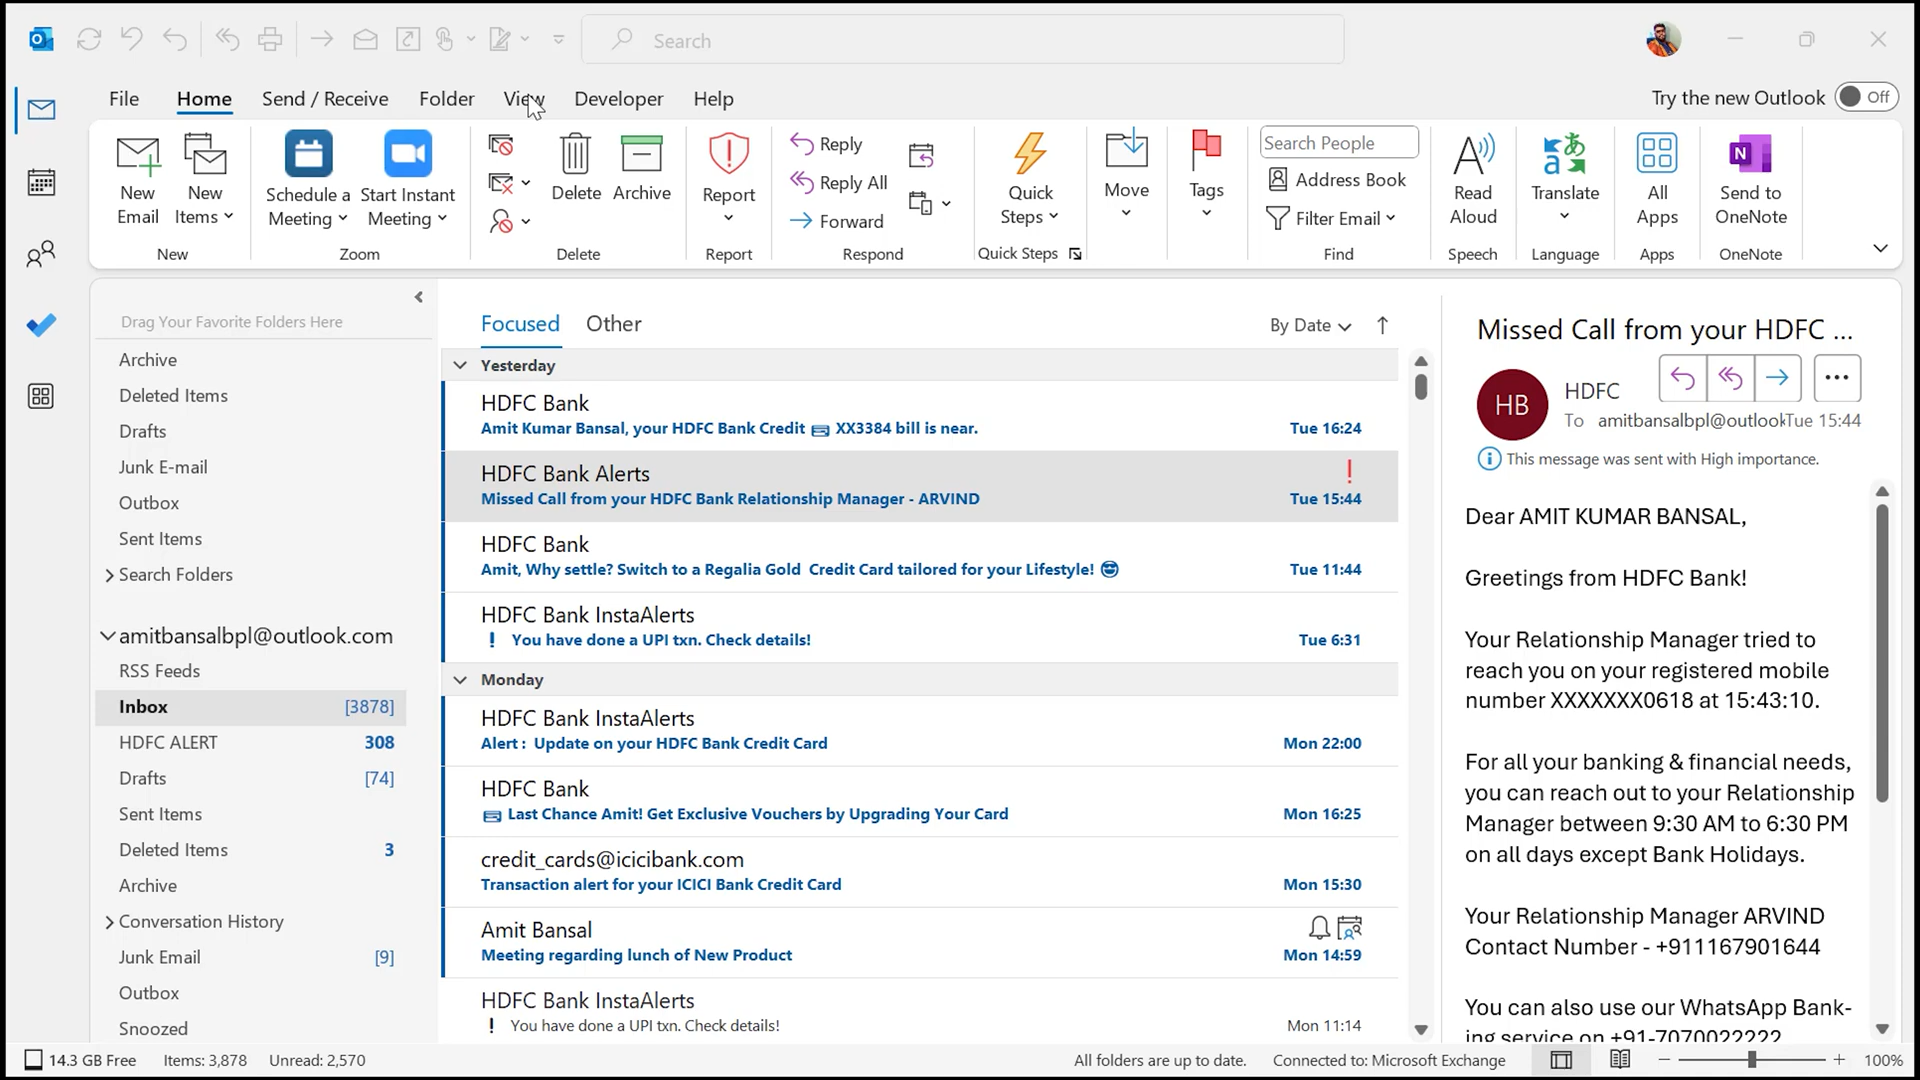 Search
File Home Send / Receive Folder View Developer Help
Try the new Outlook Off
New Email
New Items
New
Schedule a Meeting
Start Instant Meeting
Zoom
Delete
Archive
Delete
Report
Report
Reply
Reply All
Forward
Respond
Quick Steps
Quick Steps
Move
Tags
Search People
Address Book
Filter Email
Find
Read Aloud
Speech
Translate
Language
All Apps
Apps
N
Send to OneNote
OneNote
Drag Your Favorite Folders Here
Archive
Deleted Items
Drafts
Junk E-mail
Outbox
Sent Items
Search Folders
amitbansalbpl@outlook.com
RSS Feeds
Inbox [3878]
HDFC ALERT 308
Drafts [74]
Sent Items
Deleted Items 3
Archive
Conversation History
Junk Email [9]
Outbox
Snoozed
Focused Other By Date
Yesterday
HDFC Bank
Amit Kumar Bansal, your HDFC Bank Credit 💳 XX3384 bill is near. Tue 16:24
HDFC Bank Alerts !
Missed Call from your HDFC Bank Relationship Manager - ARVIND Tue 15:44
HDFC Bank
Amit, Why settle? Switch to a Regalia Gold Credit Card tailored for your Lifestyle! 😎 Tue 11:44
HDFC Bank InstaAlerts
❗ You have done a UPI txn. Check details! Tue 6:31
Monday
HDFC Bank InstaAlerts
Alert : Update on your HDFC Bank Credit Card Mon 22:00
HDFC Bank
💳 Last Chance Amit! Get Exclusive Vouchers by Upgrading Your Card Mon 16:25
credit_cards@icicibank.com
Transaction alert for your ICICI Bank Credit Card Mon 15:30
Amit Bansal
Meeting regarding lunch of New Product Mon 14:59
HDFC Bank InstaAlerts
❗ You have done a UPI txn. Check details! Mon 11:14
Missed Call from your HDFC ...
HB
HDFC
To amitbansalbpl@outlook Tue 15:44
This message was sent with High importance.
Dear AMIT KUMAR BANSAL,
Greetings from HDFC Bank!
Your Relationship Manager tried to
reach you on your registered mobile
number XXXXXXX0618 at 15:43:10.
For all your banking & financial needs,
you can reach out to your Relationship
Manager between 9:30 AM to 6:30 PM
on all days except Bank Holidays.
Your Relationship Manager ARVIND
Contact Number - +911167901644
You can also use our WhatsApp Bank-
ing service on +91-7070022222
14.3 GB Free Items: 3,878 Unread: 2,570
All folders are up to date. Connected to: Microsoft Exchange 100%